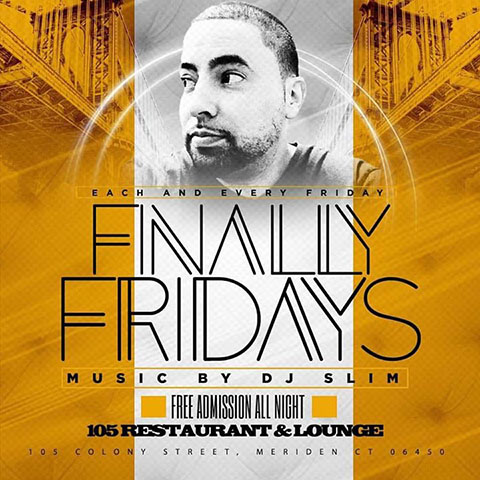 EACH AND EVERY FRIDAY
FINALLY
FRIDAYS
MUSIC BY DJ SLIM
FREE ADMISSION ALL NIGHT
105 RESTAURANT & LOUNGE
105 COLONY STREET, MERIDEN CT 06450